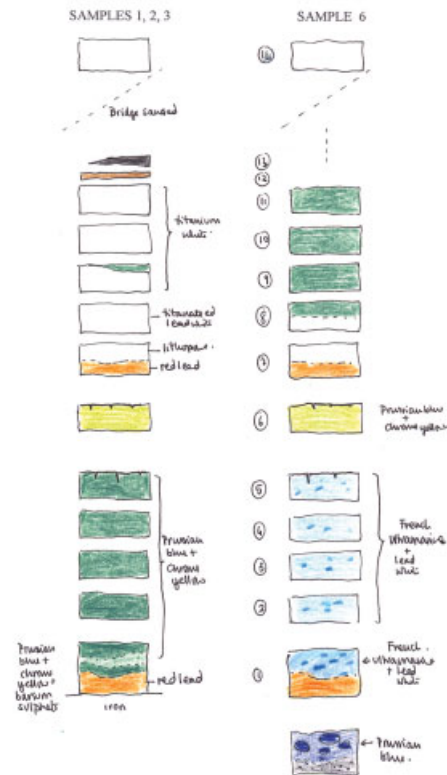 SAMPLES 1, 2, 3
SAMPLE 6
14
Bridge sanded
13
12
11
titanium
white
10
9
titanated
lead white
8
lithopone
red lead
7
6
Prussian blue
+
chrome yellow
5
Prussian
blue +
chrome
yellow
4
French
ultramarine
+ lead
white
3
2
Prussian
blue +
chrome
yellow +
barium
sulphate
red lead
iron
1
French
ultramarine
+ lead
white
Prussian
blue.